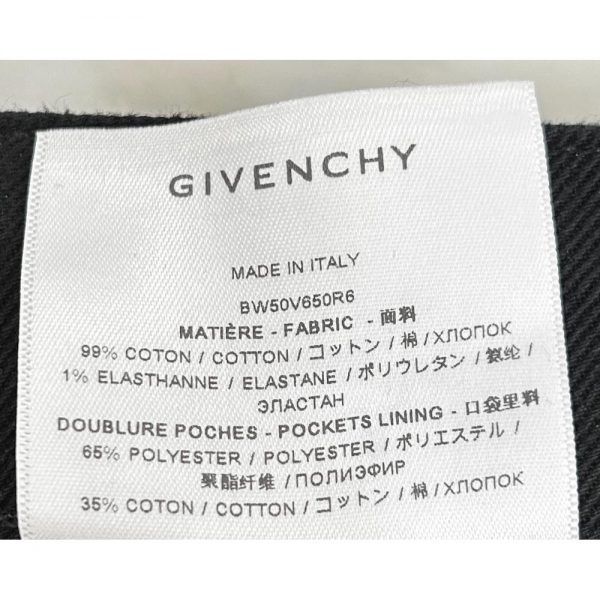 GIVENCHY
MADE IN ITALY
BW50V650R6
MATIÈRE - FABRIC - 面料
99% COTON / COTTON / コットン / 棉 / ХЛОПОК
1% ELASTHANNE / ELASTANE / ポリウレタン / 氨纶 /
ЭЛАСТАН
DOUBLURE POCHES - POCKETS LINING - 口袋里料
65% POLYESTER / POLYESTER / ポリエステル /
聚酯纤维 / ПОЛИЭФИР
35% COTON / COTTON / コットン / 棉 / ХЛОПОК